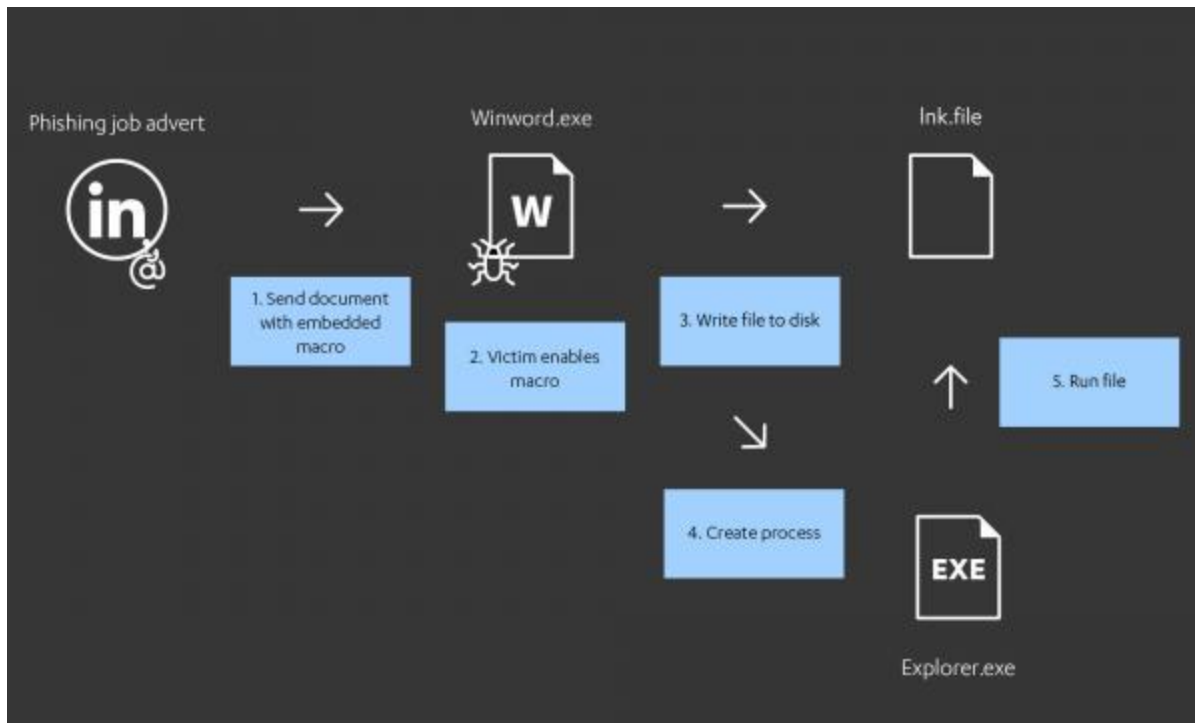 Phishing job advert
Winword.exe
lnk.file
in
@
W
1. Send document
with embedded
macro
2. Victim enables
macro
3. Write file to disk
4. Create process
5. Run file
EXE
Explorer.exe